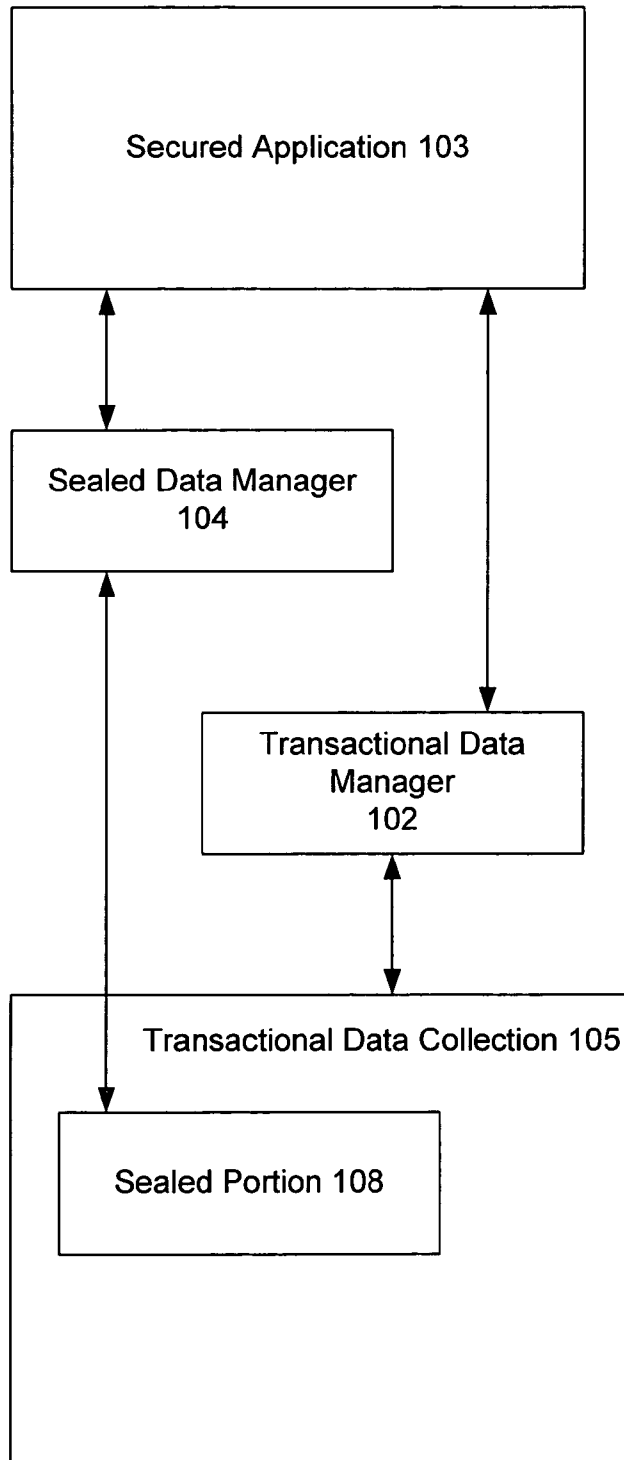 Secured Application 103
Sealed Data Manager
104
Transactional Data
Manager
102
Transactional Data Collection 105
Sealed Portion 108